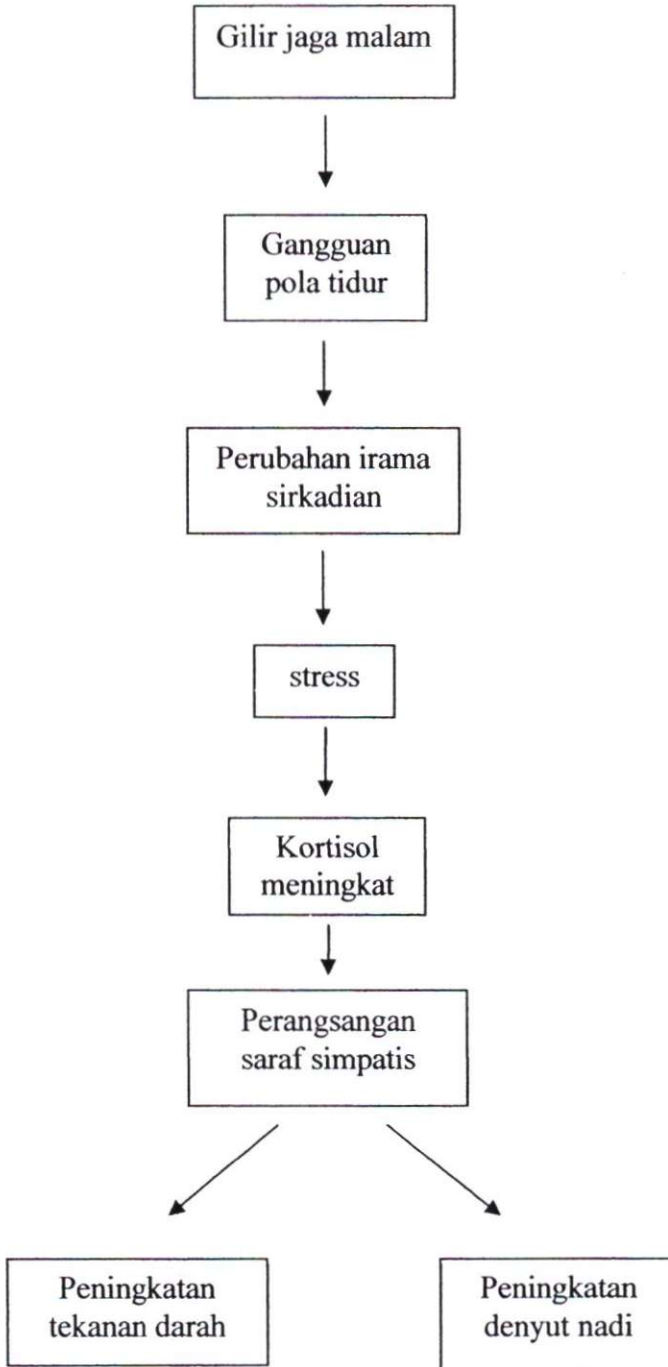 Gilir jaga malam
Gangguan
pola tidur
Perubahan irama
sirkadian
stress
Kortisol
meningkat
Perangsangan
saraf simpatis
Peningkatan
tekanan darah
Peningkatan
denyut nadi